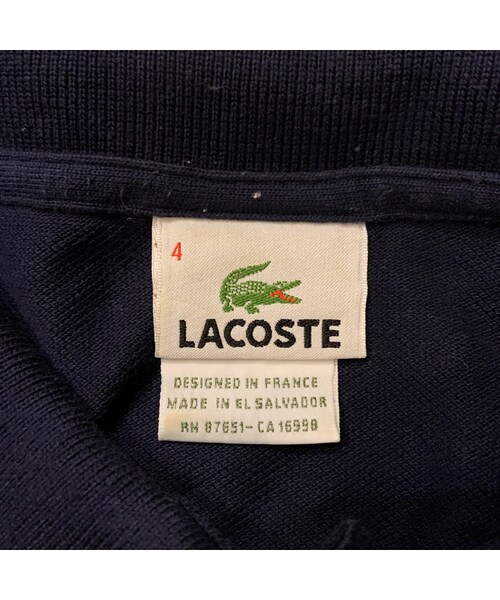 4
LACOSTE
DESIGNED IN FRANCE
MADE IN EL SALVADOR
RN 87651-CA 16998